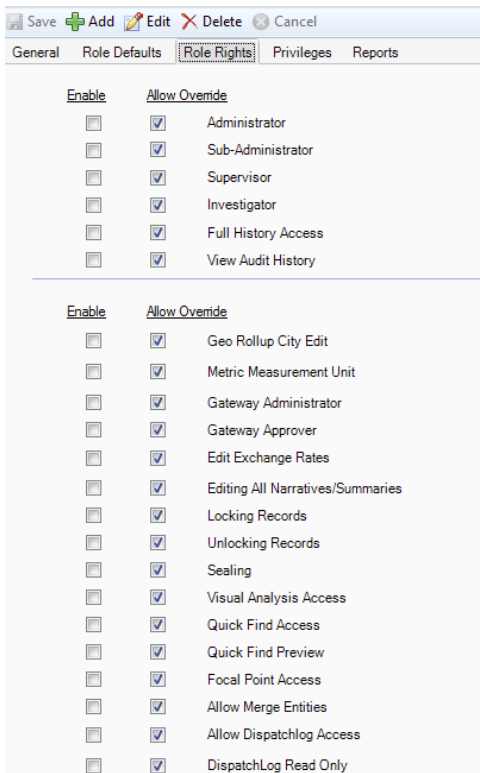 Save Add Edit Delete Cancel
General Role Defaults Role Rights Privileges Reports
Enable Allow Override
Administrator
Sub-Administrator
Supervisor
Investigator
Full History Access
View Audit History
Enable Allow Override
Geo Rollup City Edit
Metric Measurement Unit
Gateway Administrator
Gateway Approver
Edit Exchange Rates
Editing All Narratives/Summaries
Locking Records
Unlocking Records
Sealing
Visual Analysis Access
Quick Find Access
Quick Find Preview
Focal Point Access
Allow Merge Entities
Allow Dispatchlog Access
DispatchLog Read Only